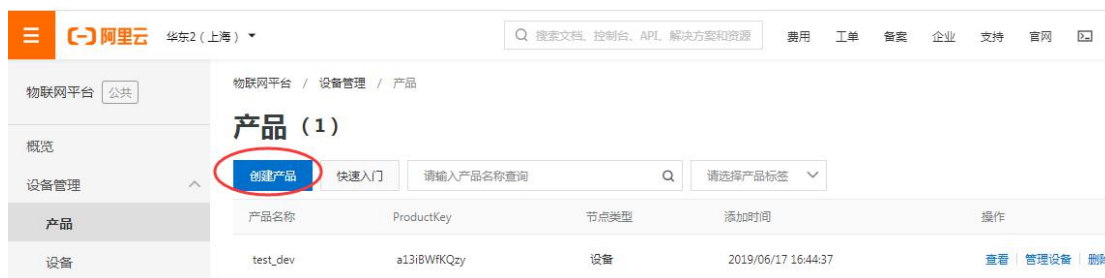 阿里云 华东2(上海) 搜索文档、控制台、API、解决方案和资源 费用 工单 备案 企业 支持 官网
物联网平台 公共
物联网平台 / 设备管理 / 产品
产品 (1)
概览
设备管理
产品
设备
创建产品 快速入门 请输入产品名称查询 请选择产品标签
产品名称 ProductKey 节点类型 添加时间 操作
test_dev a13iBWfKQzy 设备 2019/06/17 16:44:37 查看 管理设备 删除